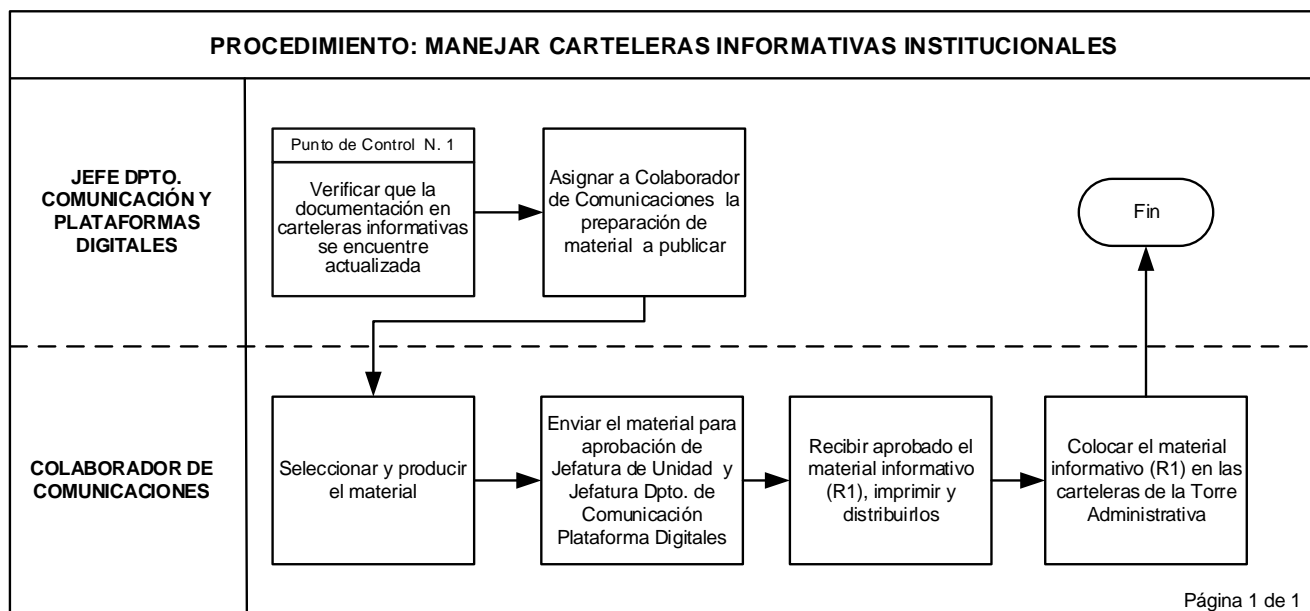 PROCEDIMIENTO: MANEJAR CARTELERAS INFORMATIVAS INSTITUCIONALES
JEFE DPTO.
COMUNICACIÓN Y
PLATAFORMAS
DIGITALES
Punto de Control N. 1
Verificar que la
documentación en
carteleras informativas
se encuentre
actualizada
Asignar a Colaborador
de Comunicaciones la
preparación de
material a publicar
Fin
COLABORADOR DE
COMUNICACIONES
Seleccionar y producir
el material
Enviar el material para
aprobación de
Jefatura de Unidad y
Jefatura Dpto. de
Comunicación
Plataforma Digitales
Recibir aprobado el
material informativo
(R1), imprimir y
distribuirlos
Colocar el material
informativo (R1) en las
carteleras de la Torre
Administrativa
Página 1 de 1